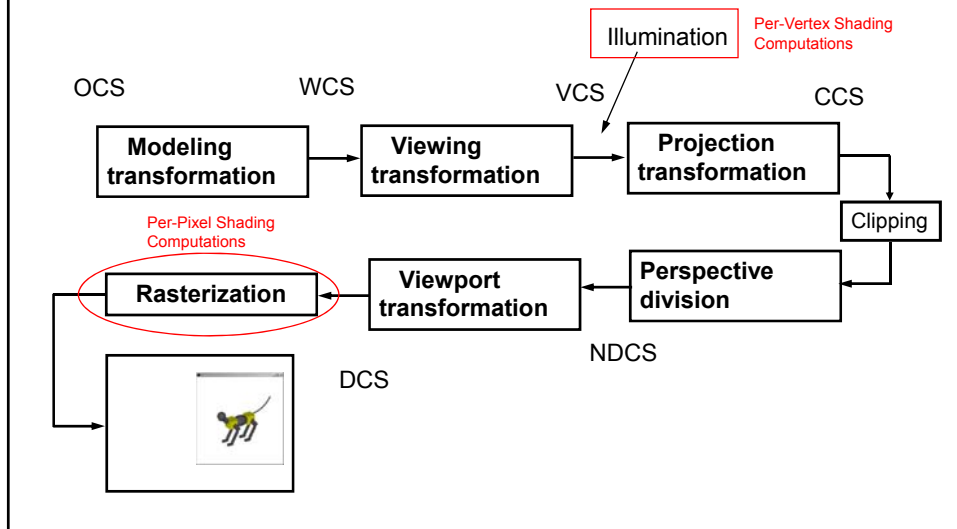 Illumination
Per-Vertex Shading
Computations
OCS
WCS
VCS
CCS
Modeling
transformation
Viewing
transformation
Projection
transformation
Clipping
Per-Pixel Shading
Computations
Rasterization
Viewport
transformation
Perspective
division
NDCS
DCS